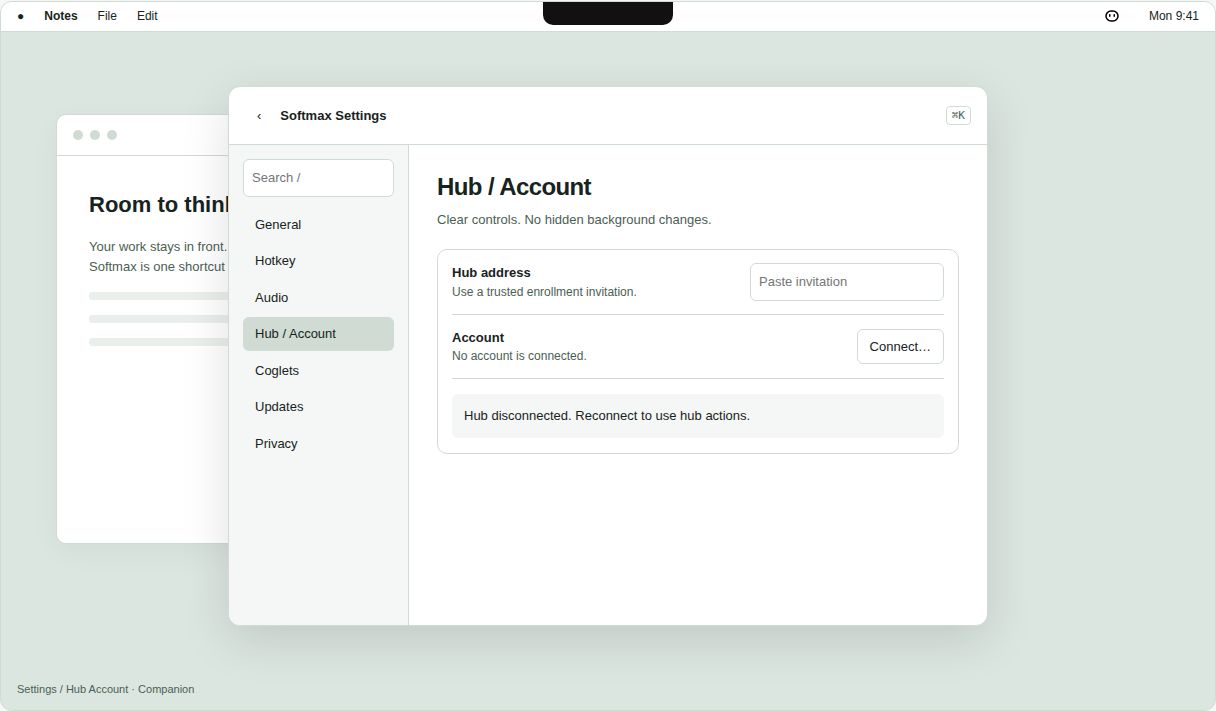 Notes File Edit
Mon 9:41
‹ Softmax Settings
⌘K
Room to think
Your work stays in front.
Softmax is one shortcut
Search /
General
Hotkey
Audio
Hub / Account
Coglets
Updates
Privacy
Hub / Account
Clear controls. No hidden background changes.
Hub address
Use a trusted enrollment invitation.
Paste invitation
Account
No account is connected.
Connect…
Hub disconnected. Reconnect to use hub actions.
Settings / Hub Account · Companion